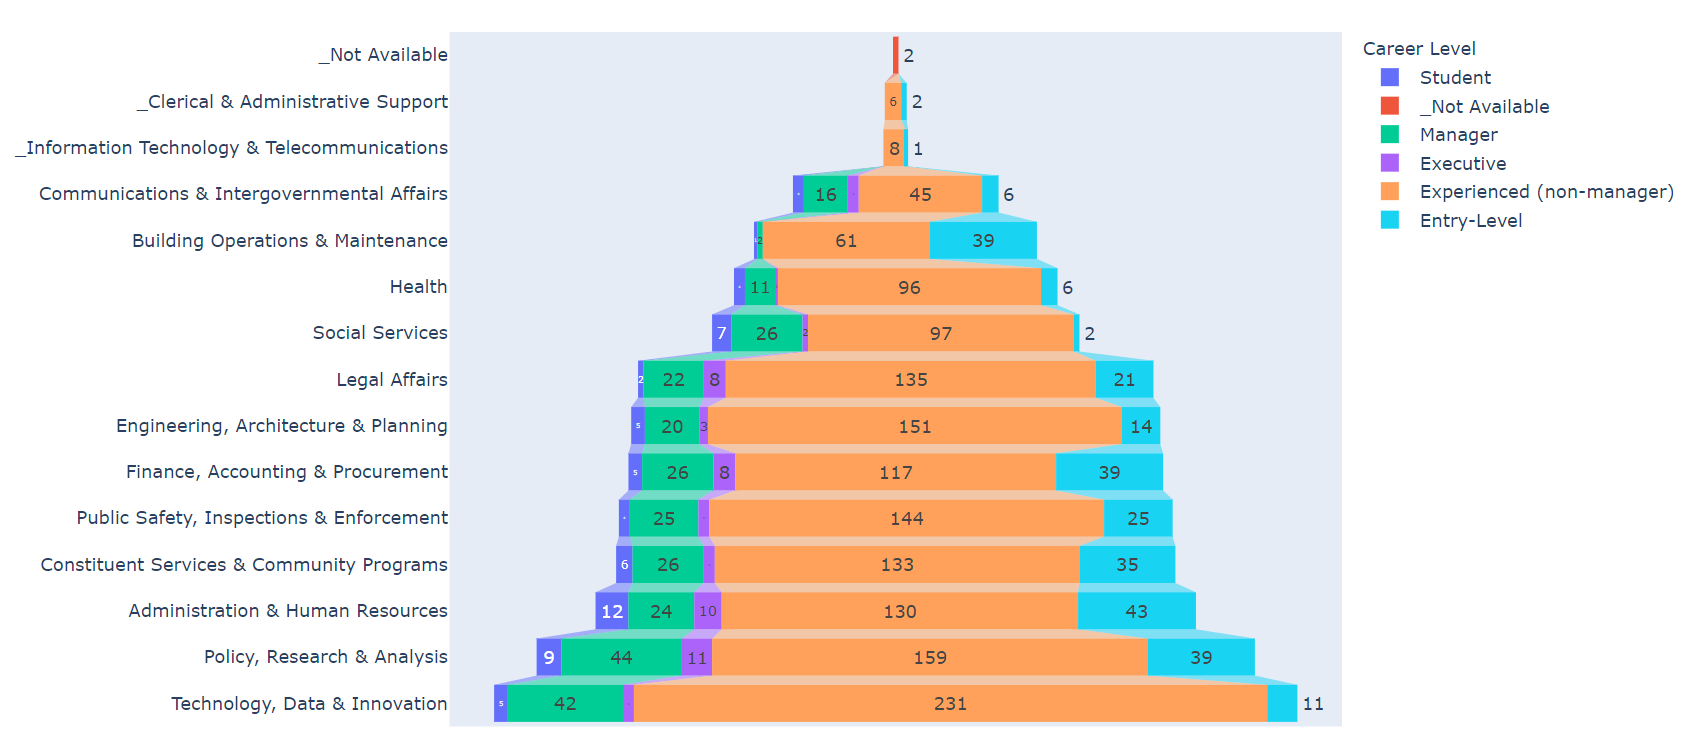 _Not Available 2
_Clerical & Administrative Support 6 2
_Information Technology & Telecommunications 8 1
Communications & Intergovernmental Affairs 16 45 6
Building Operations & Maintenance 2 61 39
Health 11 96 6
Social Services 7 26 2 97 2
Legal Affairs 2 22 8 135 21
Engineering, Architecture & Planning 5 20 3 151 14
Finance, Accounting & Procurement 5 26 8 117 39
Public Safety, Inspections & Enforcement 25 144 25
Constituent Services & Community Programs 6 26 133 35
Administration & Human Resources 12 24 10 130 43
Policy, Research & Analysis 9 44 11 159 39
Technology, Data & Innovation 5 42 231 11
Career Level
Student
_Not Available
Manager
Executive
Experienced (non-manager)
Entry-Level